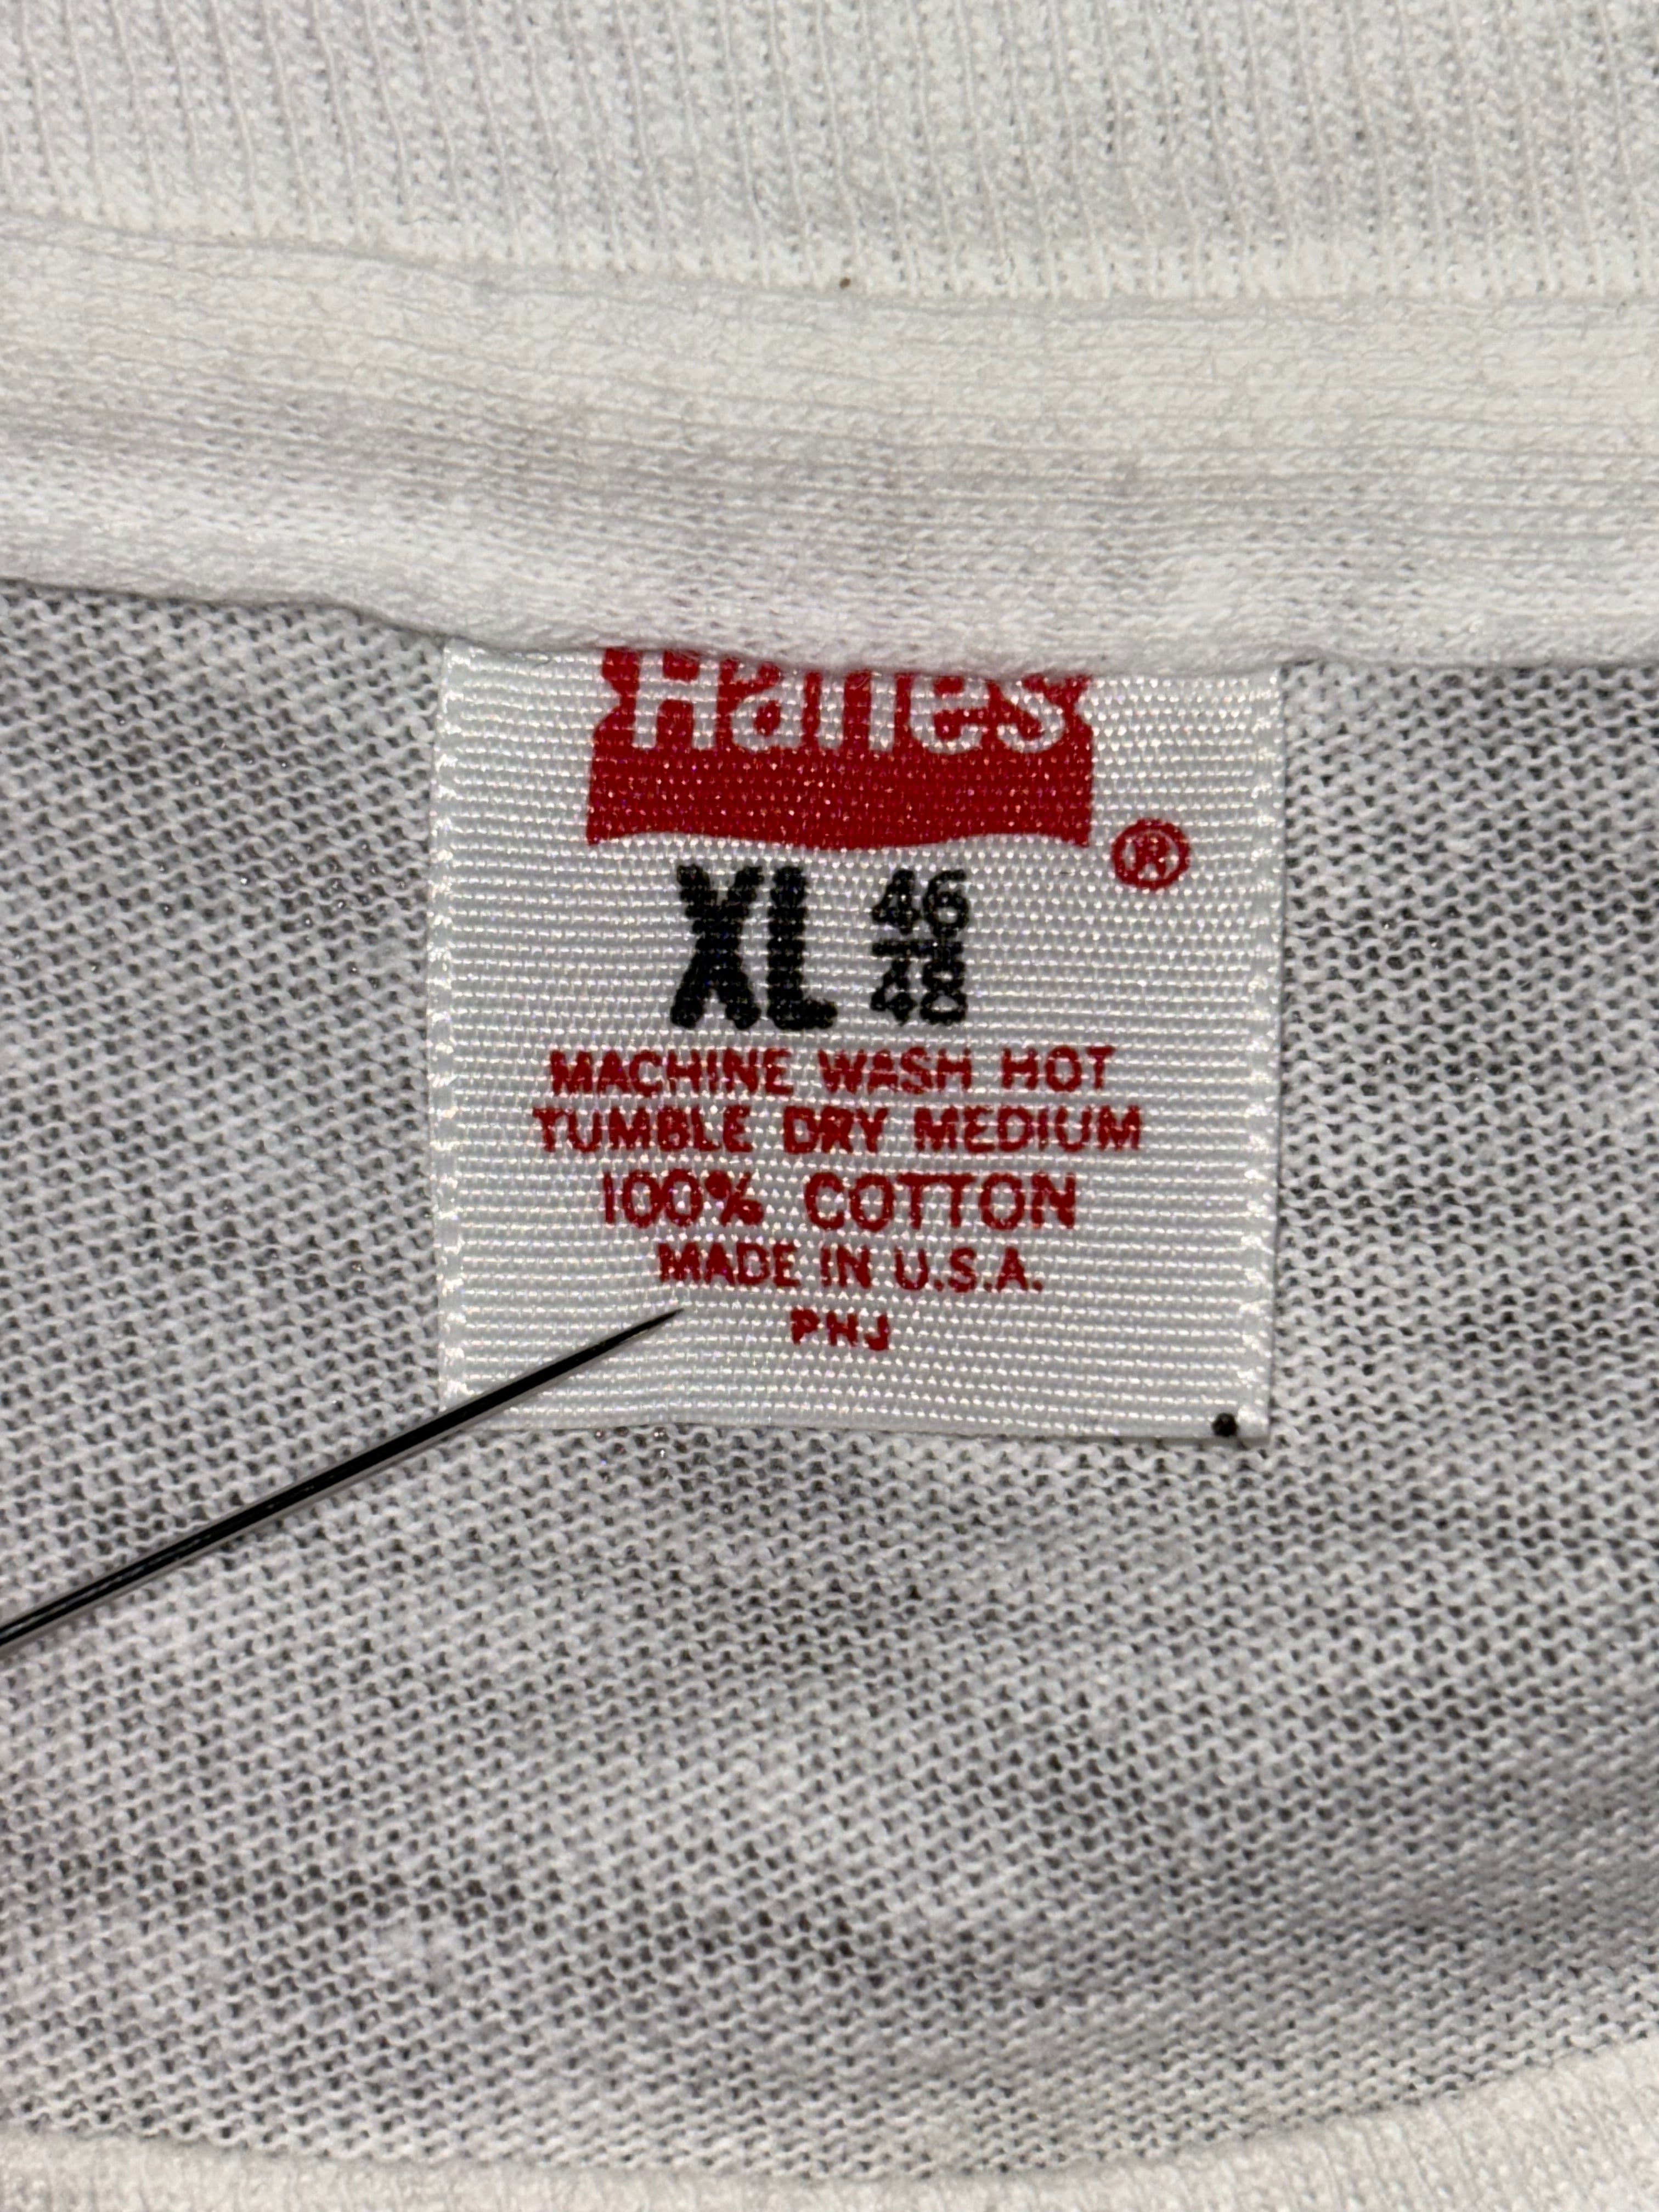 Hanes
®
XL 46
48
MACHINE WASH HOT
TUMBLE DRY MEDIUM
100% COTTON
MADE IN U.S.A.
PHJ